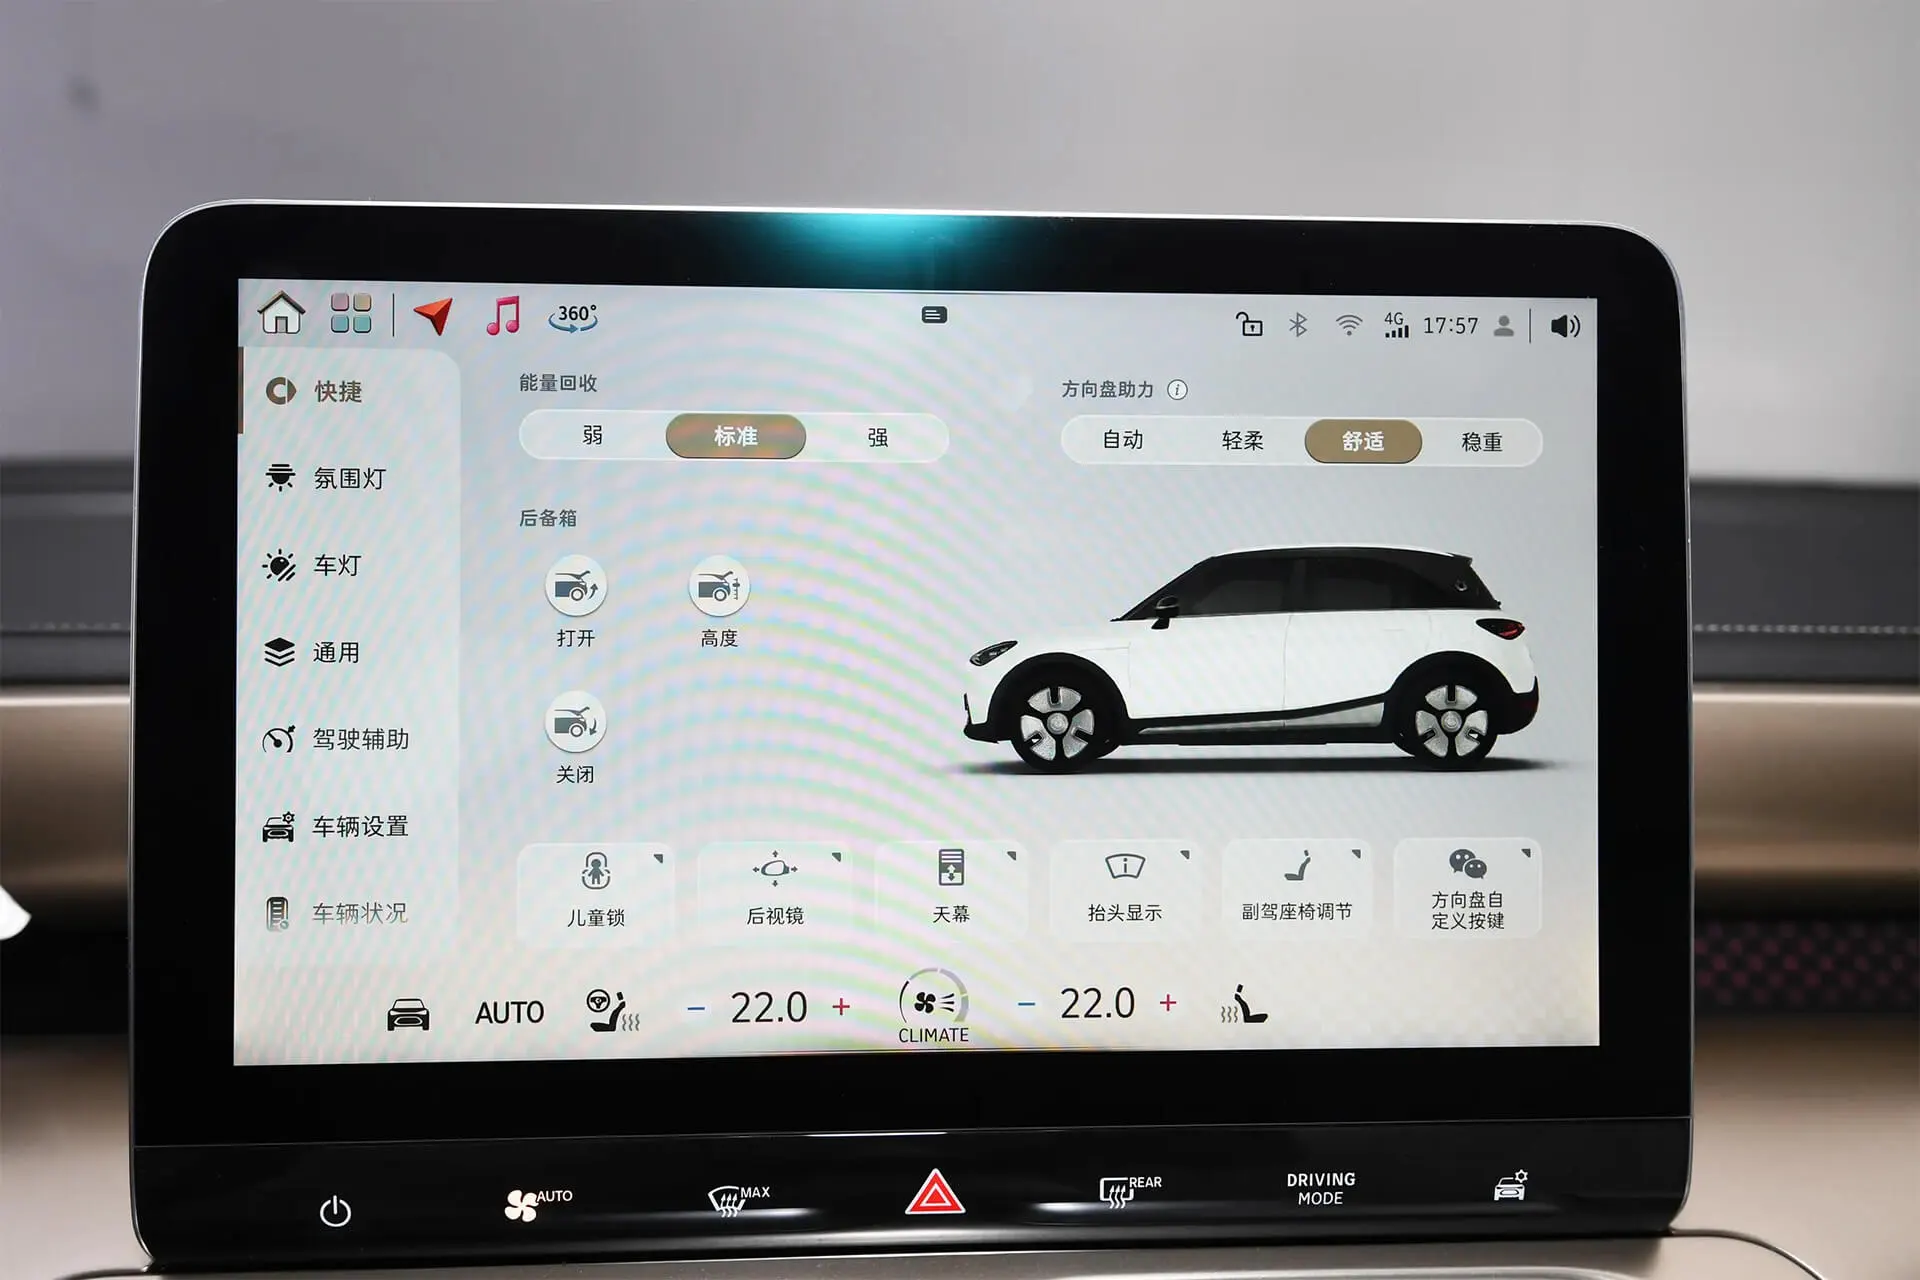 360°
4G
17:57
快捷
氛围灯
车灯
通用
驾驶辅助
车辆设置
车辆状况
能量回收
弱
标准
强
方向盘助力
自动
轻柔
舒适
稳重
后备箱
打开
高度
关闭
儿童锁
后视镜
天幕
抬头显示
副驾座椅调节
方向盘自
定义按键
AUTO
- 22.0 +
CLIMATE
- 22.0 +
AUTO
MAX
REAR
DRIVING
MODE